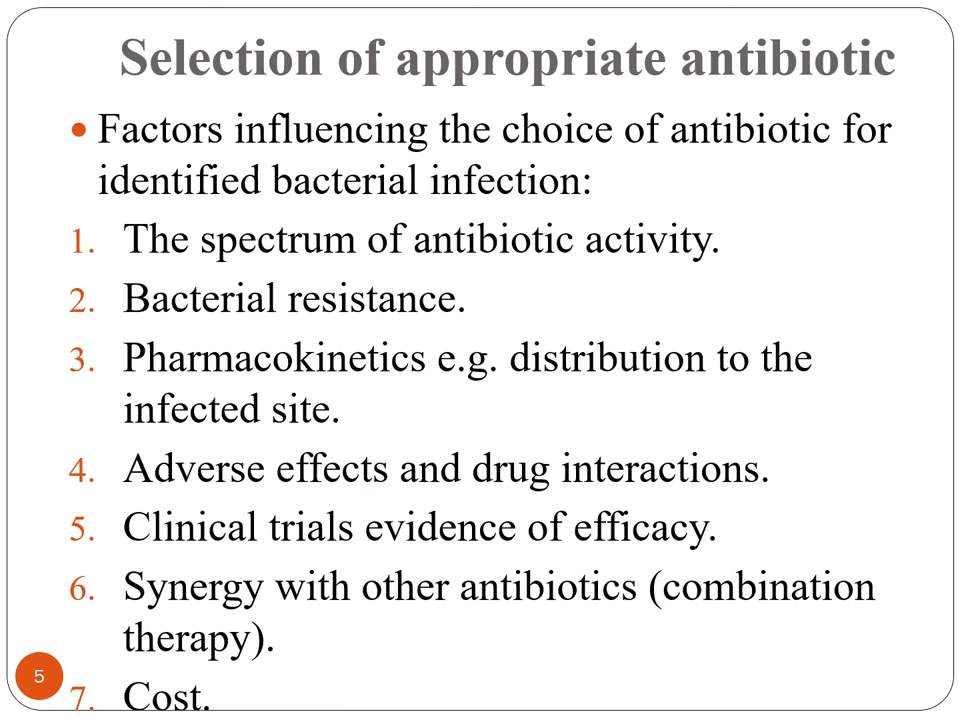 Selection of appropriate antibiotic
• Factors influencing the choice of antibiotic for
identified bacterial infection:
1. The spectrum of antibiotic activity.
2. Bacterial resistance.
3. Pharmacokinetics e.g. distribution to the
infected site.
4. Adverse effects and drug interactions.
5. Clinical trials evidence of efficacy.
6. Synergy with other antibiotics (combination
therapy).
5
7. Cost.